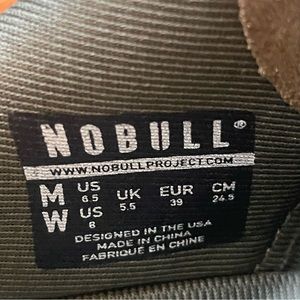 NOBULL®
WWW.NOBULLPROJECT.COM
M US 6.5 UK 5.5 EUR 39 CM 24.5
W US 8
DESIGNED IN THE USA
MADE IN CHINA
FABRIQUE EN CHINE